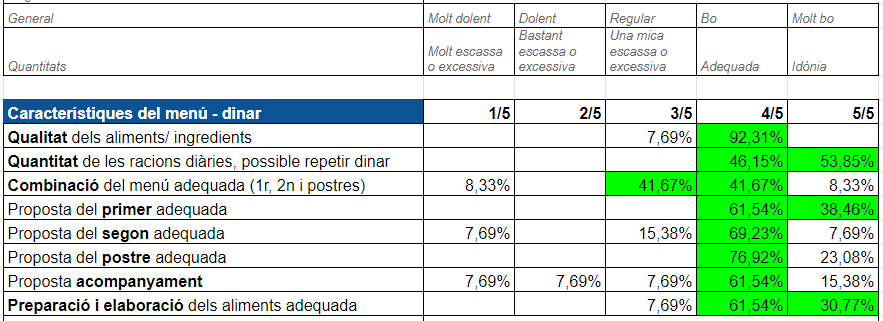 General Molt dolent Dolent Regular Bo Molt bo
Quantitats Molt escassa o excessiva Bastant escassa o excessiva Una mica escassa o excessiva Adequada Idònia
Característiques del menú - dinar 1/5 2/5 3/5 4/5 5/5
Qualitat dels aliments/ ingredients 7,69% 92,31%
Quantitat de les racions diàries, possible repetir dinar 46,15% 53,85%
Combinació del menú adequada (1r, 2n i postres) 8,33% 41,67% 41,67% 8,33%
Proposta del primer adequada 61,54% 38,46%
Proposta del segon adequada 7,69% 15,38% 69,23% 7,69%
Proposta del postre adequada 76,92% 23,08%
Proposta acompanyament 7,69% 7,69% 7,69% 61,54% 15,38%
Preparació i elaboració dels aliments adequada 7,69% 61,54% 30,77%